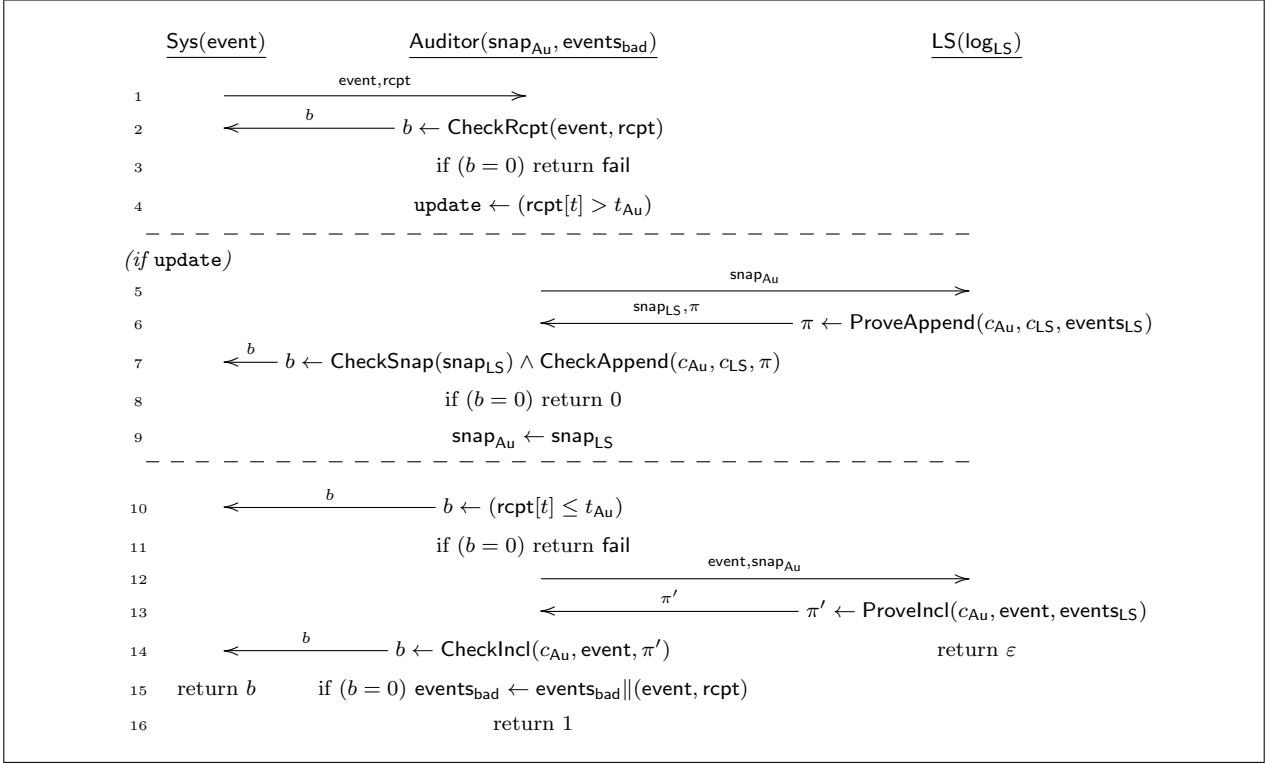 Sys(event) Auditor(snap_Au, events_bad) LS(log_LS)
event,rcpt
1
2 b b ← CheckRcpt(event, rcpt)
3 if (b = 0) return fail
4 update ← (rcpt[t] > t_Au)
(if update)
snap_Au
5
snap_LS,π
6 π ← ProveAppend(c_Au, c_LS, events_LS)
7 b b ← CheckSnap(snap_LS) ∧ CheckAppend(c_Au, c_LS, π)
8 if (b = 0) return 0
9 snap_Au ← snap_LS
10 b b ← (rcpt[t] ≤ t_Au)
11 if (b = 0) return fail
event,snap_Au
12
13 π′ π′ ← ProveIncl(c_Au, event, events_LS)
14 b b ← CheckIncl(c_Au, event, π′) return ε
15 return b if (b = 0) events_bad ← events_bad∥(event, rcpt)
16 return 1